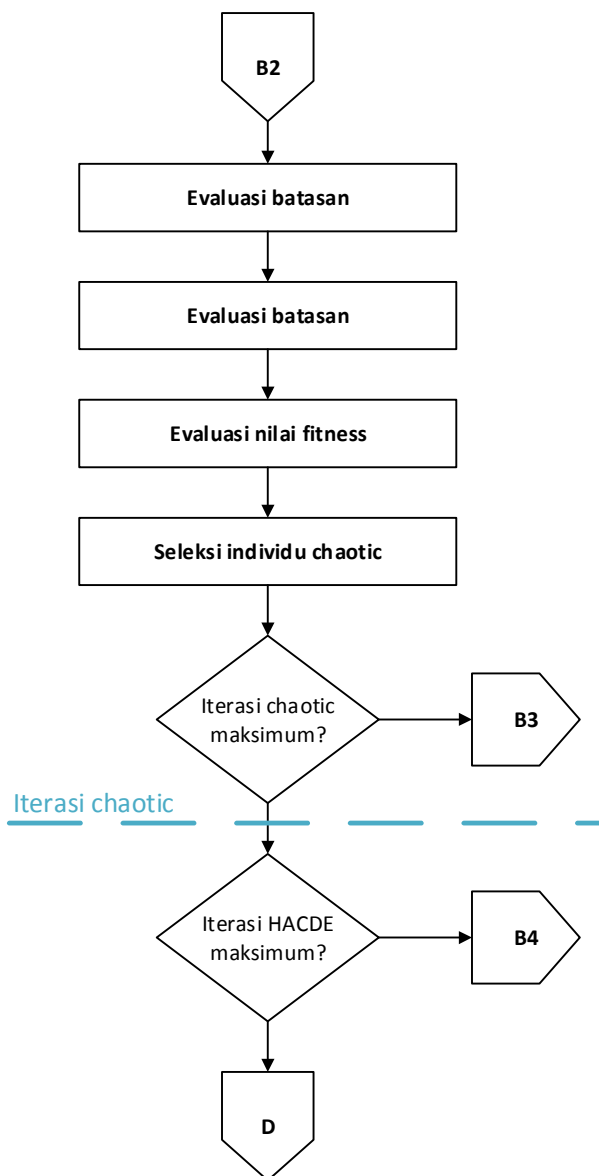 B2
Evaluasi batasan
Evaluasi batasan
Evaluasi nilai fitness
Seleksi individu chaotic
Iterasi chaotic
maksimum?
B3
Iterasi chaotic
Iterasi HACDE
maksimum?
B4
D